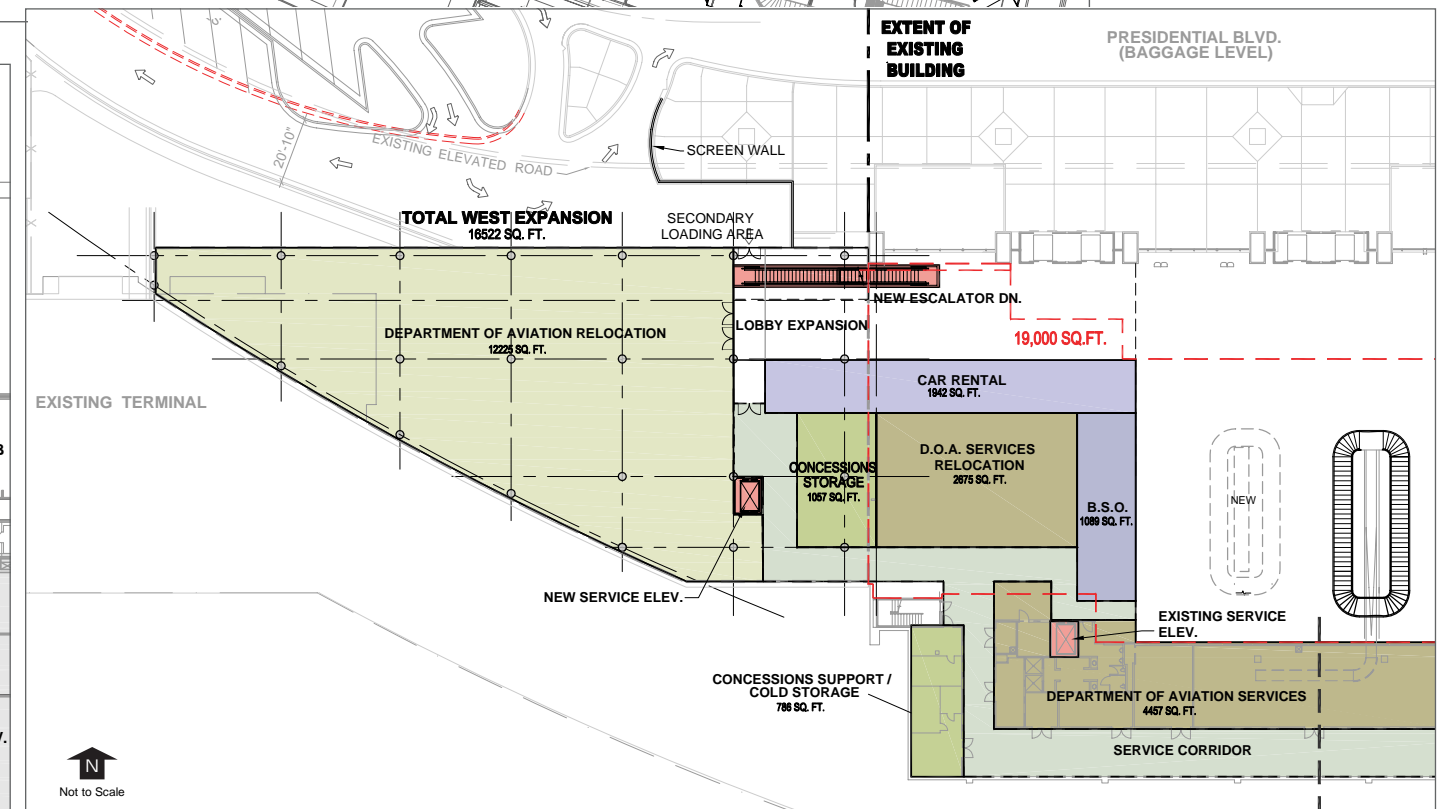 EXTENT OF
EXISTING
BUILDING
PRESIDENTIAL BLVD.
(BAGGAGE LEVEL)
20'-10"
EXISTING ELEVATED ROAD
SCREEN WALL
TOTAL WEST EXPANSION
16522 SQ. FT.
SECONDARY
LOADING AREA
NEW ESCALATOR DN.
LOBBY EXPANSION
DEPARTMENT OF AVIATION RELOCATION
12225 SQ. FT.
19,000 SQ.FT.
CAR RENTAL
1942 SQ. FT.
EXISTING TERMINAL
CONCESSIONS
STORAGE
1057 SQ. FT.
D.O.A. SERVICES
RELOCATION
2675 SQ. FT.
B.S.O.
1089 SQ. FT.
NEW
NEW SERVICE ELEV.
EXISTING SERVICE
ELEV.
CONCESSIONS SUPPORT /
COLD STORAGE
786 SQ. FT.
DEPARTMENT OF AVIATION SERVICES
4457 SQ. FT.
SERVICE CORRIDOR
N
Not to Scale